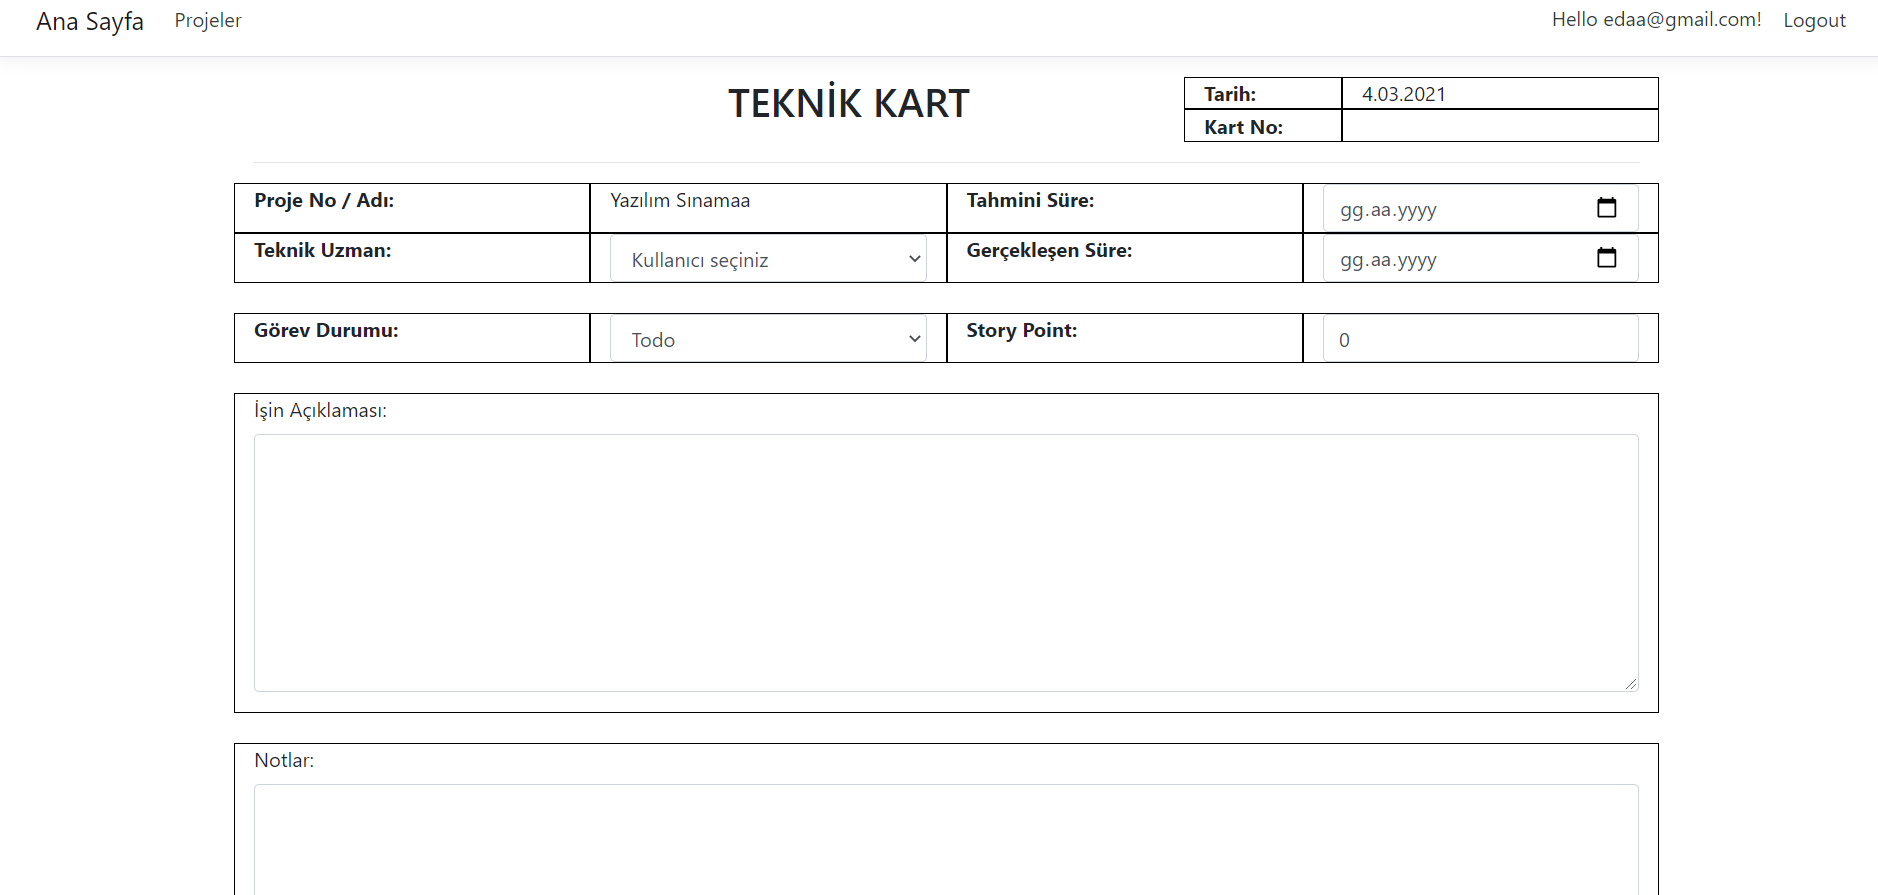 Ana Sayfa Projeler Hello edaa@gmail.com! Logout
TEKNİK KART
Tarih: 4.03.2021
Kart No:
Proje No / Adı: Yazılım Sınamaa Tahmini Süre: gg.aa.yyyy
Teknik Uzman: Kullanıcı seçiniz Gerçekleşen Süre: gg.aa.yyyy
Görev Durumu: Todo Story Point: 0
İşin Açıklaması:
Notlar: